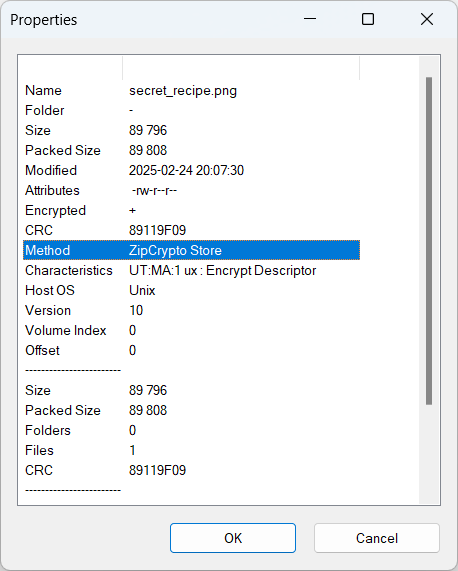 Properties
Name secret_recipe.png
Folder -
Size 89 796
Packed Size 89 808
Modified 2025-02-24 20:07:30
Attributes -rw-r--r--
Encrypted +
CRC 89119F09
Method ZipCrypto Store
Characteristics UT:MA:1 ux : Encrypt Descriptor
Host OS Unix
Version 10
Volume Index 0
Offset 0
------------------------
Size 89 796
Packed Size 89 808
Folders 0
Files 1
CRC 89119F09
------------------------
OK Cancel